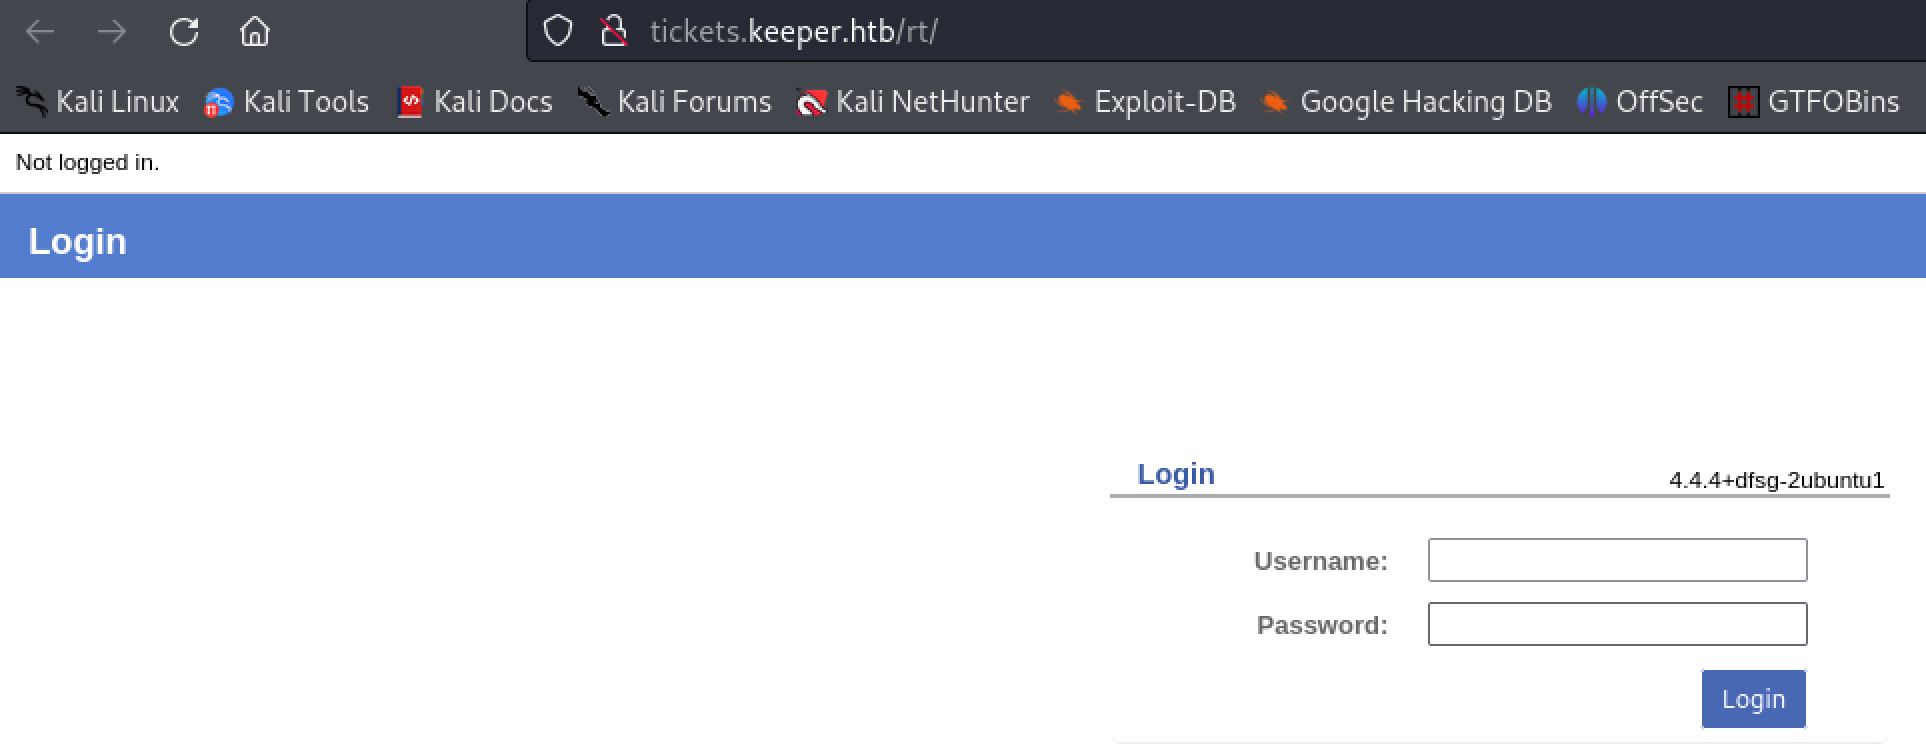 tickets.keeper.htb/rt/
Kali Linux Kali Tools Kali Docs Kali Forums Kali NetHunter Exploit-DB Google Hacking DB OffSec GTFOBins
Not logged in.
Login
Login 4.4.4+dfsg-2ubuntu1
Username:
Password:
Login